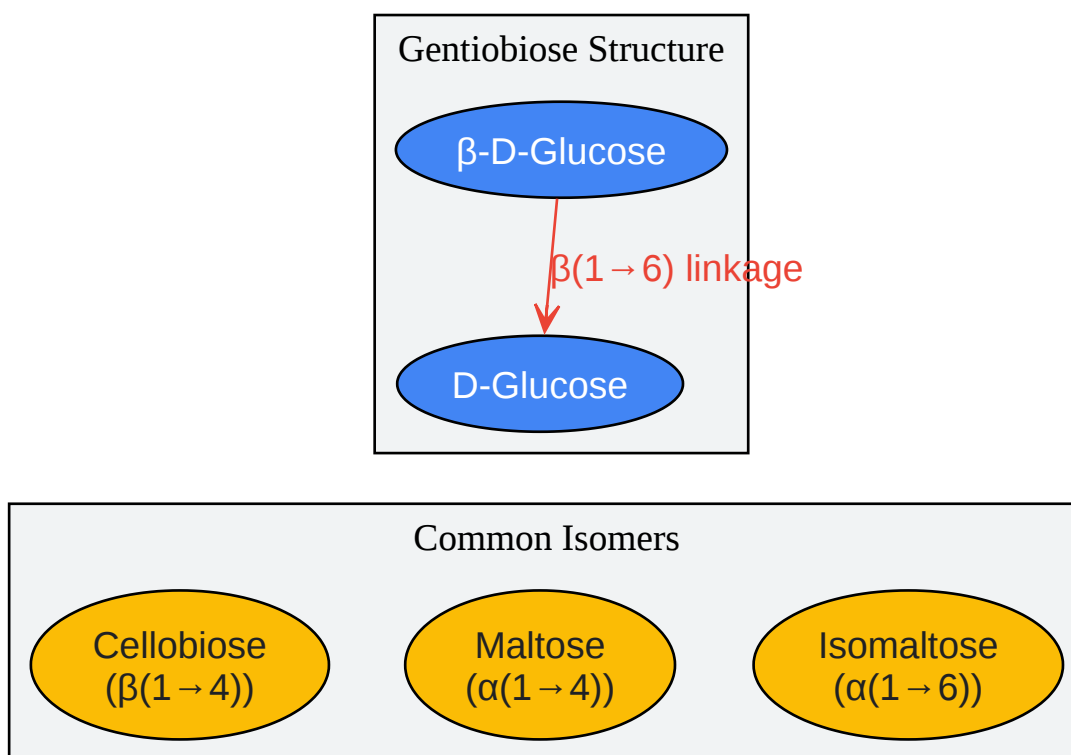 Gentiobiose Structure
β-D-Glucose
β(1→6) linkage
D-Glucose
Common Isomers
Cellobiose
(β(1→4))
Maltose
(α(1→4))
Isomaltose
(α(1→6))